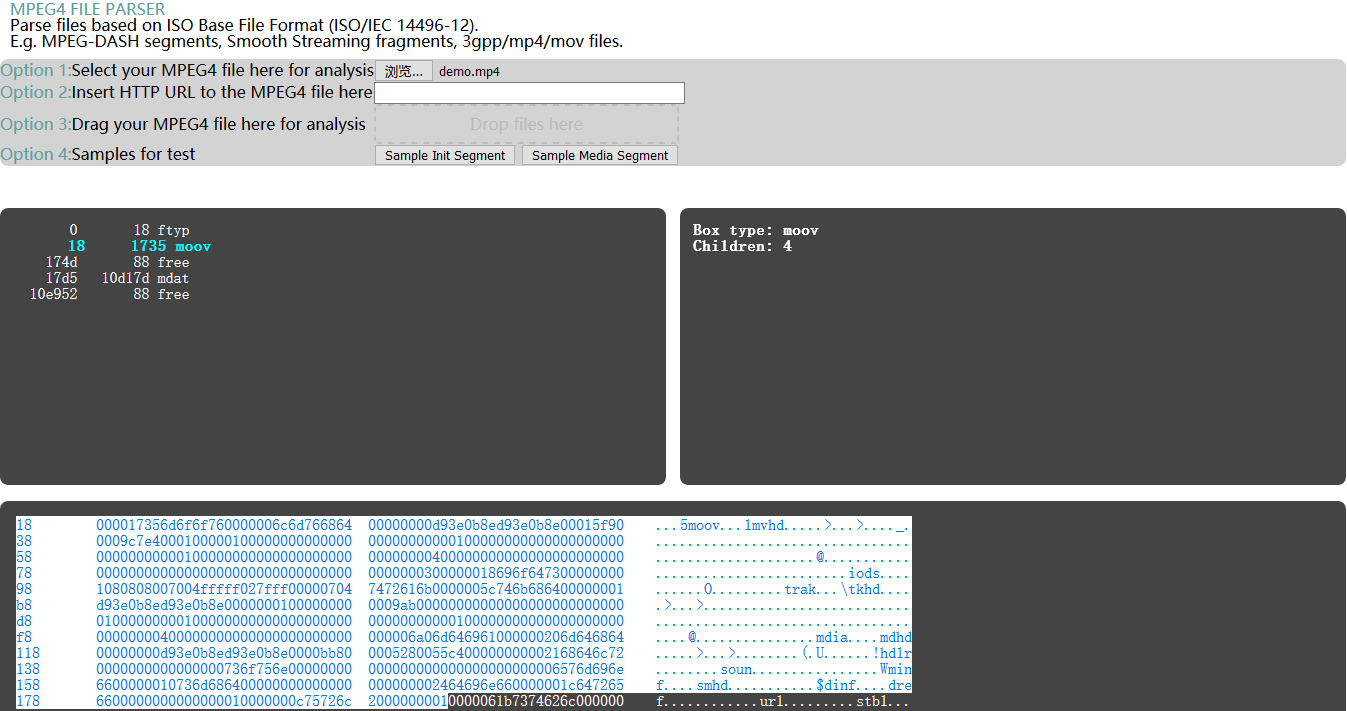 MPEG4 FILE PARSER
Parse files based on ISO Base File Format (ISO/IEC 14496-12).
E.g. MPEG-DASH segments, Smooth Streaming fragments, 3gpp/mp4/mov files.
Option 1:Select your MPEG4 file here for analysis 浏览... demo.mp4
Option 2:Insert HTTP URL to the MPEG4 file here
Option 3:Drag your MPEG4 file here for analysis Drop files here
Option 4:Samples for test Sample Init Segment Sample Media Segment
0 18 ftyp
18 1735 moov
174d 88 free
17d5 10d17d mdat
10e952 88 free
Box type: moov
Children: 4
18 000017356d6f6f760000006c6d766864 00000000d93e0b8ed93e0b8e00015f90 ...5moov...lmvhd.....>...>...._.
38 0009c7e4000100000100000000000000 00000000000100000000000000000000 ................................
58 00000000000100000000000000000000 00000000400000000000000000000000 ....................@...........
78 00000000000000000000000000000000 0000000300000018696f647300000000 ........................iods....
98 1080808007004fffff027fff00000704 7472616b0000005c746b686400000001 ......O.........trak...\tkhd....
b8 d93e0b8ed93e0b8e0000000100000000 0009ab00000000000000000000000000 .>...>..........................
d8 01000000000100000000000000000000 00000000000100000000000000000000 ................................
f8 00000000400000000000000000000000 000006a06d646961000000206d646864 ....@...............mdia....mdhd
118 00000000d93e0b8ed93e0b8e0000bb80 0005280055c400000000002168646c72 .....>...>........(.U......!hdlr
138 0000000000000000736f756e00000000 0000000000000000000006576d696e ........soun...............Wmin
158 6600000010736d686400000000000000 000000002464696e660000001c647265 f....smhd...........$dinf....dre
178 6600000000000000010000000c75726c 20000000010000061b7374626c000000 f............url.........stbl...